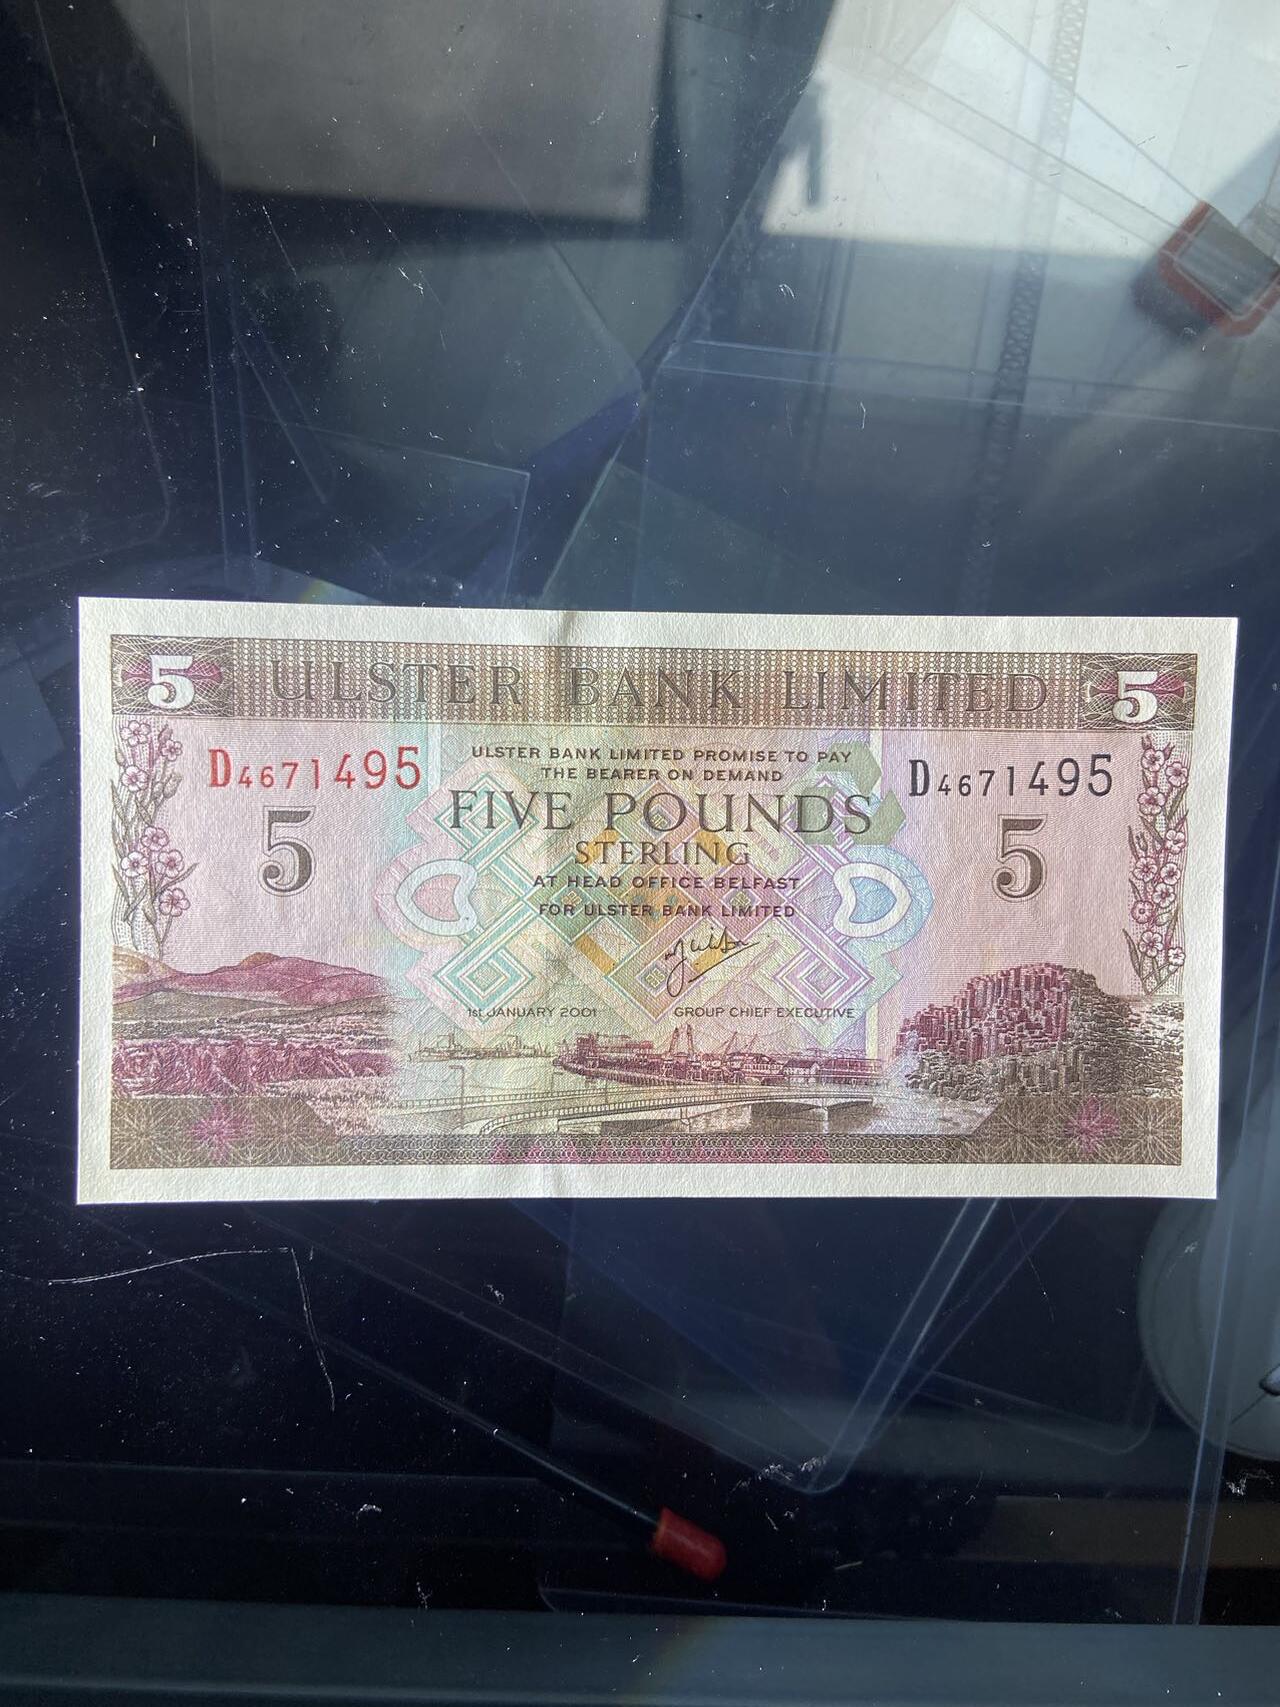 5 ULSTER BANK LIMITED 5
ULSTER BANK LIMITED PROMISE TO PAY
D4671495 THE BEARER ON DEMAND D4671495
FIVE POUNDS
5 STERLING 5
AT HEAD OFFICE BELFAST
FOR ULSTER BANK LIMITED
1st JANUARY 2001 GROUP CHIEF EXECUTIVE